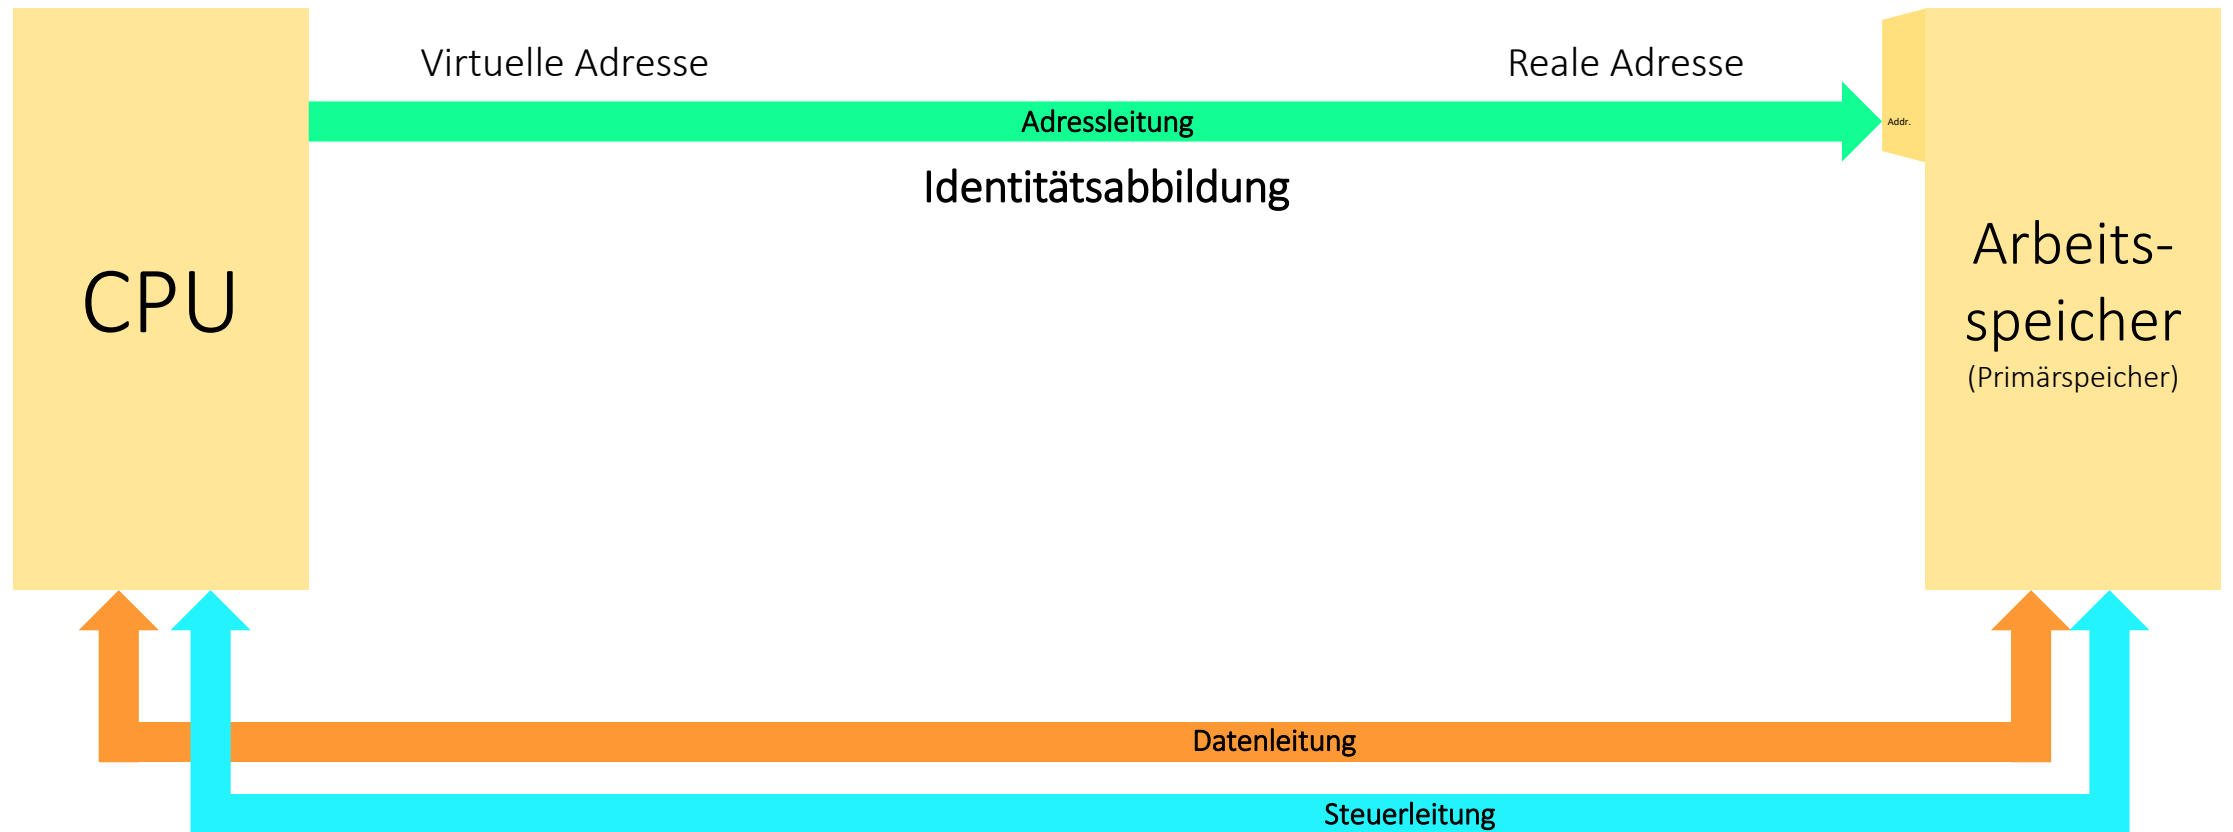 Virtuelle Adresse
Reale Adresse
Adressleitung
Addr.
Identitätsabbildung
CPU
Arbeits-
speicher
(Primärspeicher)
Datenleitung
Steuerleitung